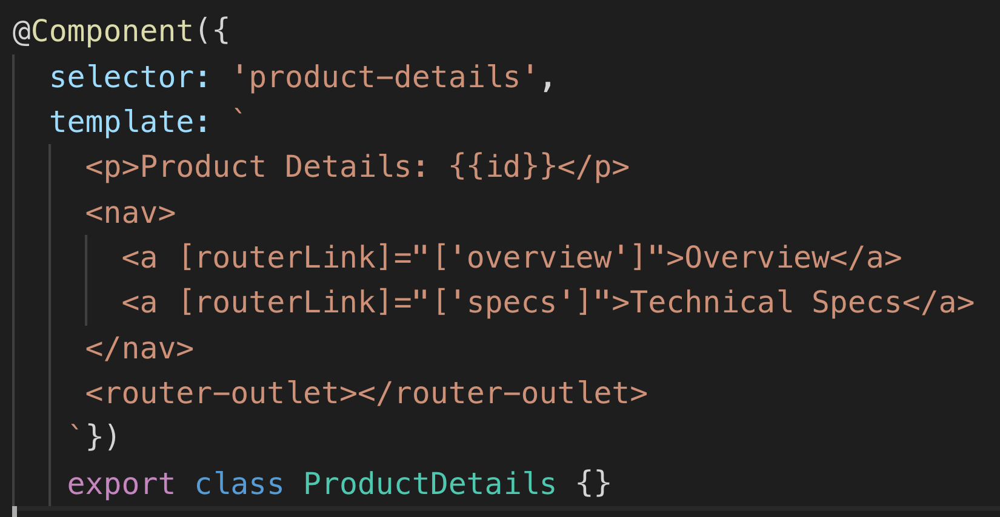 @Component({
  selector: 'product-details',
  template: `
    <p>Product Details: {{id}}</p>
    <nav>
      <a [routerLink]="['overview']">Overview</a>
      <a [routerLink]="['specs']">Technical Specs</a>
    </nav>
    <router-outlet></router-outlet>
   `})
   export class ProductDetails {}